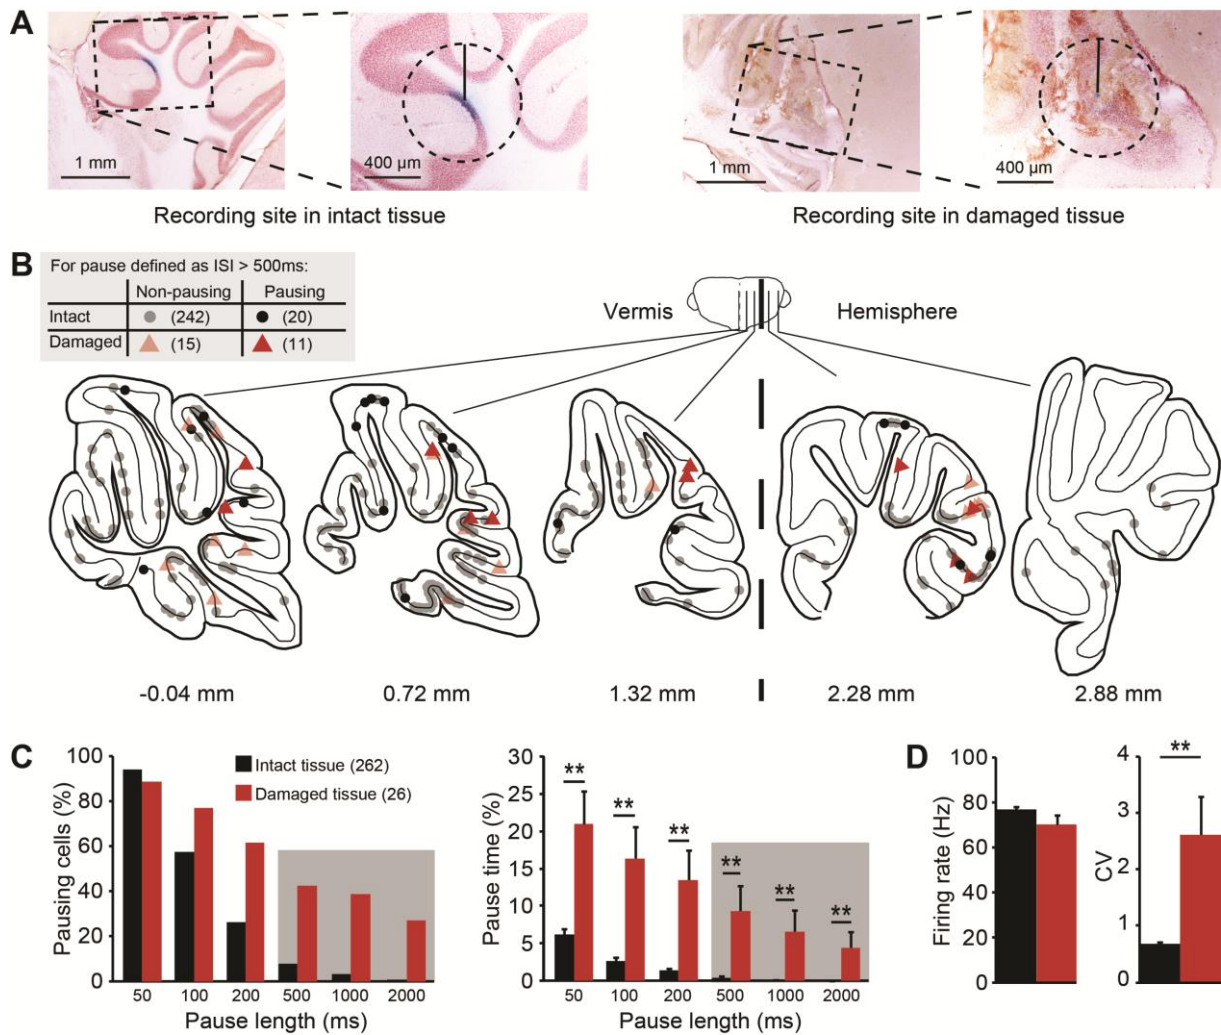 A
1 mm
400 µm
1 mm
400 µm
Recording site in intact tissue
Recording site in damaged tissue
B
For pause defined as ISI > 500ms:
Non-pausing Pausing
Intact (242) (20)
Damaged (15) (11)
Vermis
Hemisphere
-0.04 mm
0.72 mm
1.32 mm
2.28 mm
2.88 mm
C
Pausing cells (%)
100
80
60
40
20
0
Intact tissue (262)
Damaged tissue (26)
50 100 200 500 1000 2000
Pause length (ms)
Pause time (%)
30
25
20
15
10
5
0
** ** ** ** ** **
50 100 200 500 1000 2000
Pause length (ms)
D
Firing rate (Hz)
100
80
60
40
20
0
CV
4
3
2
1
0
**